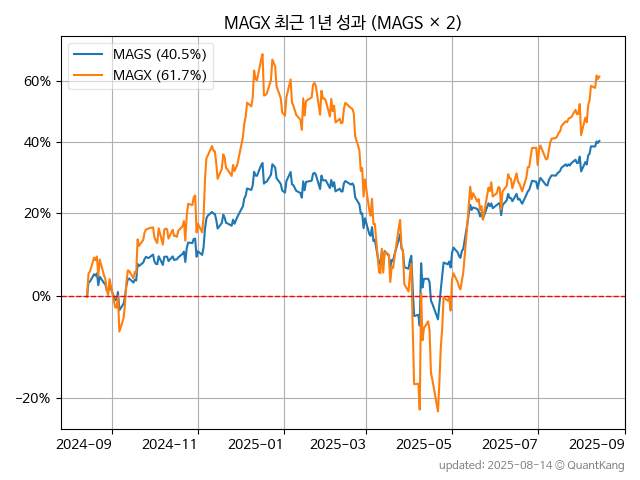 MAGX 최근 1년 성과 (MAGS × 2)
MAGS (40.5%)
MAGX (61.7%)
60%
40%
20%
0%
−20%
2024-09 2024-11 2025-01 2025-03 2025-05 2025-07 2025-09
updated: 2025-08-14 © QuantKang